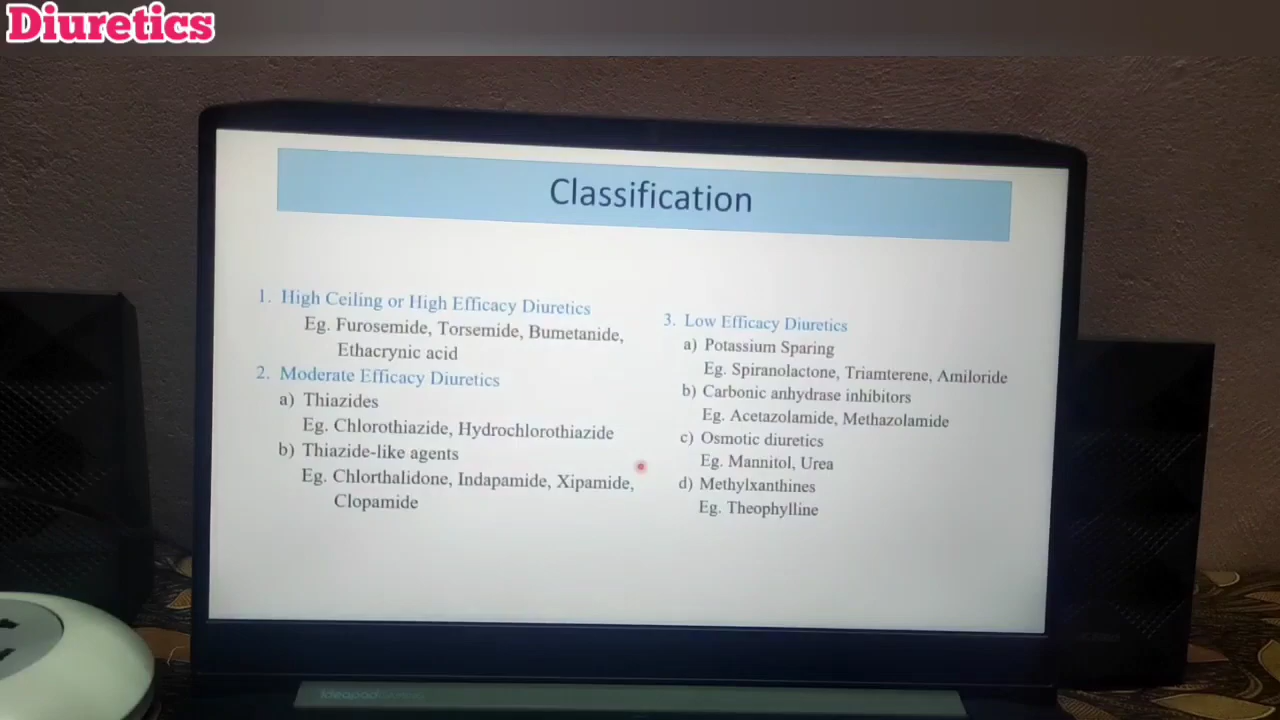 Diuretics
Classification
1. High Ceiling or High Efficacy Diuretics
Eg. Furosemide, Torsemide, Bumetanide,
Ethacrynic acid
2. Moderate Efficacy Diuretics
a) Thiazides
Eg. Chlorothiazide, Hydrochlorothiazide
b) Thiazide-like agents
Eg. Chlorthalidone, Indapamide, Xipamide,
Clopamide
3. Low Efficacy Diuretics
a) Potassium Sparing
Eg. Spiranolactone, Triamterene, Amiloride
b) Carbonic anhydrase inhibitors
Eg. Acetazolamide, Methazolamide
c) Osmotic diuretics
Eg. Mannitol, Urea
d) Methylxanthines
Eg. Theophylline
ideapad